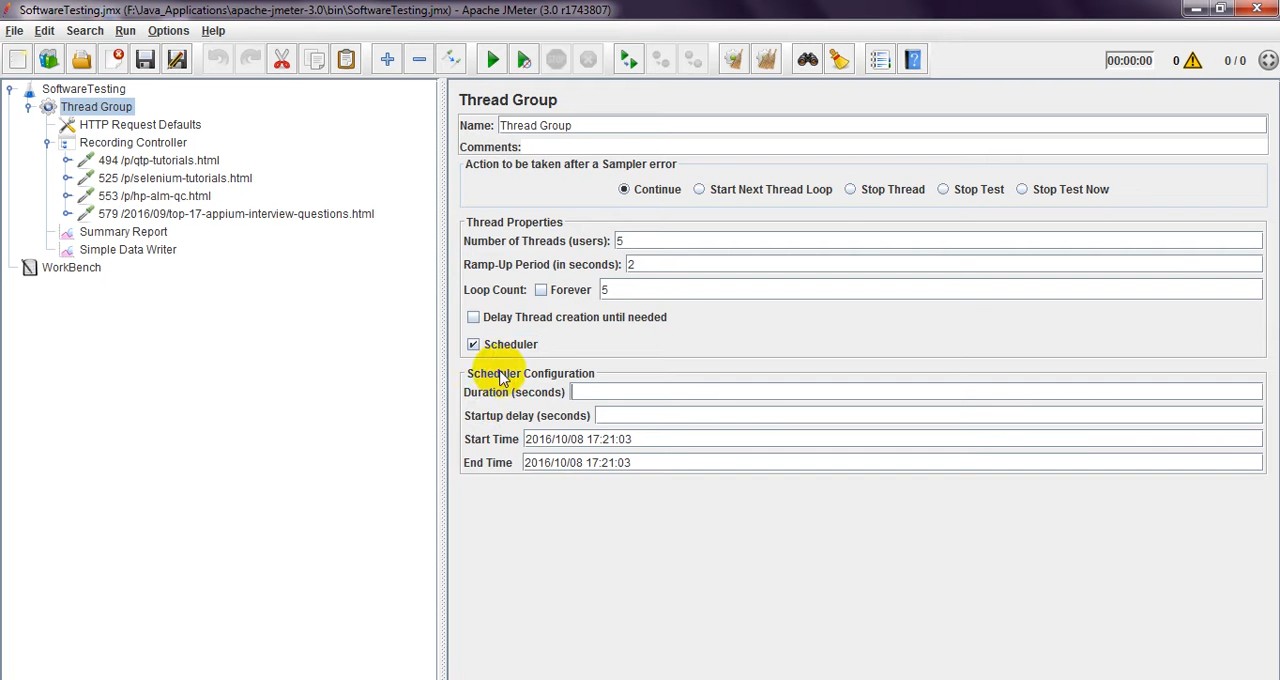 SoftwareTesting.jmx (F:\Java_Applications\apache-jmeter-3.0\bin\SoftwareTesting.jmx) - Apache JMeter (3.0 r1743807)
File Edit Search Run Options Help
00:00:00 0 0 / 0
SoftwareTesting
Thread Group
HTTP Request Defaults
Recording Controller
494 /p/qtp-tutorials.html
525 /p/selenium-tutorials.html
553 /p/hp-alm-qc.html
579 /2016/09/top-17-appium-interview-questions.html
Summary Report
Simple Data Writer
WorkBench
Thread Group
Name: Thread Group
Comments:
Action to be taken after a Sampler error
Continue Start Next Thread Loop Stop Thread Stop Test Stop Test Now
Thread Properties
Number of Threads (users): 5
Ramp-Up Period (in seconds): 2
Loop Count: Forever 5
Delay Thread creation until needed
Scheduler
Scheduler Configuration
Duration (seconds)
Startup delay (seconds)
Start Time 2016/10/08 17:21:03
End Time 2016/10/08 17:21:03